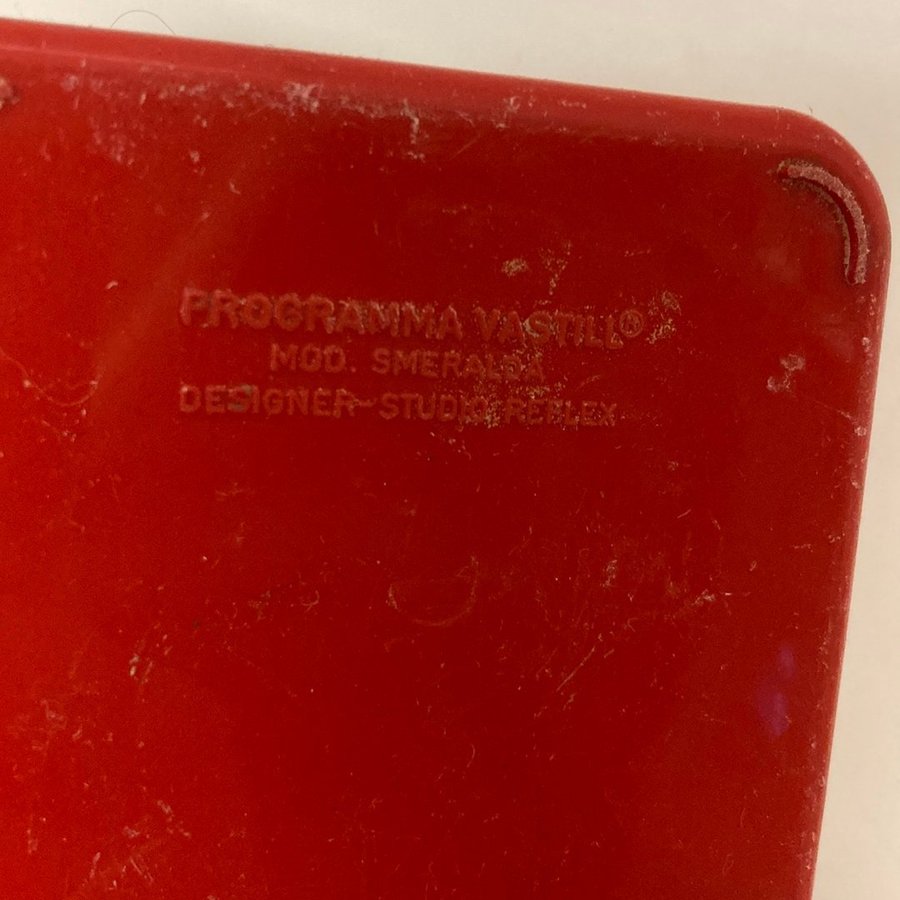 PROGRAMMA VASTILL®
MOD. SMERALDA
DESIGNER-STUDIO REFLEX